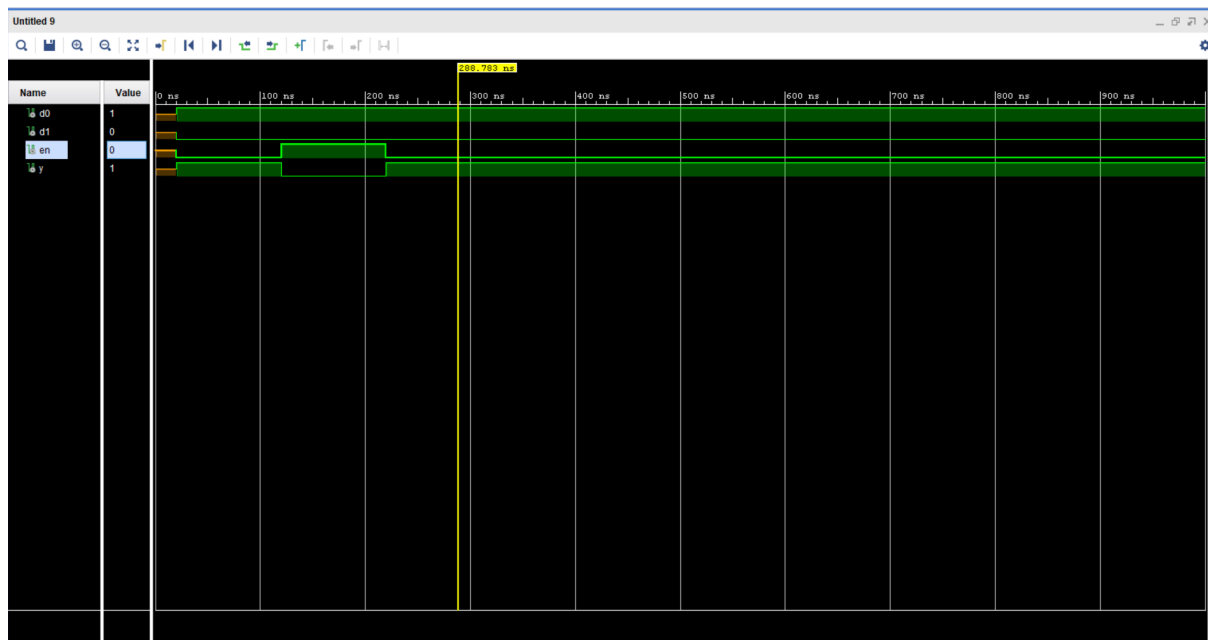 Untitled 9
288.783 ns
Name Value
0 ns 100 ns 200 ns 300 ns 400 ns 500 ns 600 ns 700 ns 800 ns 900 ns
d0 1
d1 0
en 0
y 1